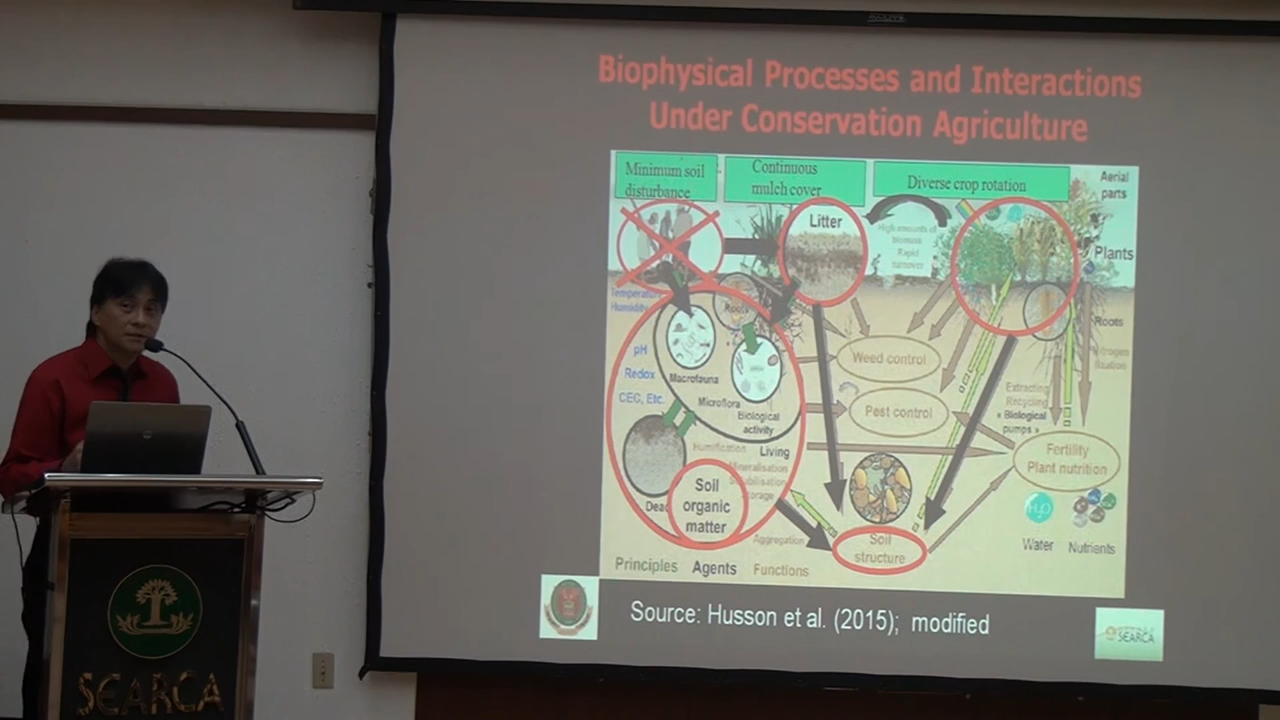 Biophysical Processes and Interactions
Under Conservation Agriculture
Minimum soil
disturbance
Continuous
mulch cover
Diverse crop rotation
Aerial
parts
Litter
High amounts of
biomass
Rapid
turnover
Plants
Temperature
Humidity
Roots
Roots
pH
Redox
CEC, Etc.
Macrofauna
Microflora
Biological
activity
Weed control
Pest control
Nitrogen
fixation
Extracting
Recycling
« Biological
pumps »
Humification
Living
Mineralisation
Solubilisation
Storage
Fertility
Plant nutrition
Soil
organic
matter
Dead
H2O
Water
Nutrients
Aggregation
Soil
structure
Principles Agents Functions
Source: Husson et al. (2015); modified
SEARCA
SEARCA